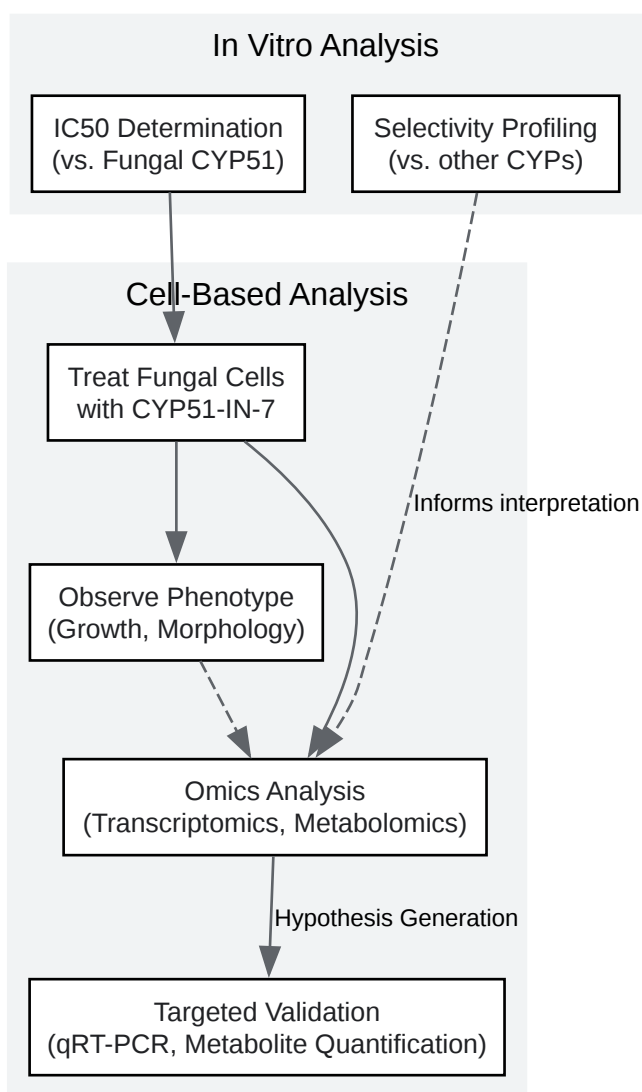 In Vitro Analysis
IC50 Determination
(vs. Fungal CYP51)
Selectivity Profiling
(vs. other CYPs)
Cell-Based Analysis
Treat Fungal Cells
with CYP51-IN-7
Informs interpretation
Observe Phenotype
(Growth, Morphology)
Omics Analysis
(Transcriptomics, Metabolomics)
Hypothesis Generation
Targeted Validation
(qRT-PCR, Metabolite Quantification)